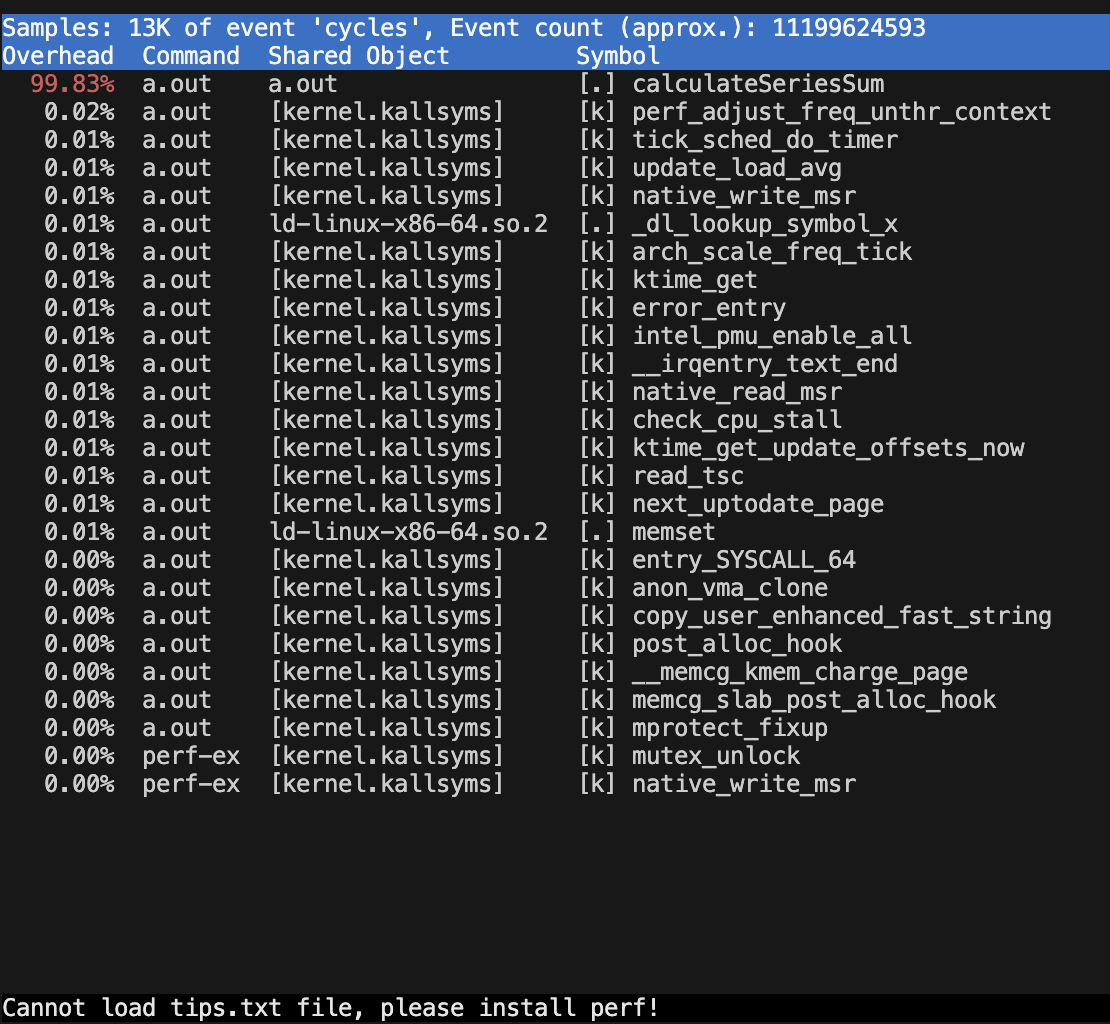 Samples: 13K of event 'cycles', Event count (approx.): 11199624593
Overhead  Command  Shared Object         Symbol
  99.83%  a.out    a.out                 [.] calculateSeriesSum
   0.02%  a.out    [kernel.kallsyms]     [k] perf_adjust_freq_unthr_context
   0.01%  a.out    [kernel.kallsyms]     [k] tick_sched_do_timer
   0.01%  a.out    [kernel.kallsyms]     [k] update_load_avg
   0.01%  a.out    [kernel.kallsyms]     [k] native_write_msr
   0.01%  a.out    ld-linux-x86-64.so.2  [.] _dl_lookup_symbol_x
   0.01%  a.out    [kernel.kallsyms]     [k] arch_scale_freq_tick
   0.01%  a.out    [kernel.kallsyms]     [k] ktime_get
   0.01%  a.out    [kernel.kallsyms]     [k] error_entry
   0.01%  a.out    [kernel.kallsyms]     [k] intel_pmu_enable_all
   0.01%  a.out    [kernel.kallsyms]     [k] __irqentry_text_end
   0.01%  a.out    [kernel.kallsyms]     [k] native_read_msr
   0.01%  a.out    [kernel.kallsyms]     [k] check_cpu_stall
   0.01%  a.out    [kernel.kallsyms]     [k] ktime_get_update_offsets_now
   0.01%  a.out    [kernel.kallsyms]     [k] read_tsc
   0.01%  a.out    [kernel.kallsyms]     [k] next_uptodate_page
   0.01%  a.out    ld-linux-x86-64.so.2  [.] memset
   0.00%  a.out    [kernel.kallsyms]     [k] entry_SYSCALL_64
   0.00%  a.out    [kernel.kallsyms]     [k] anon_vma_clone
   0.00%  a.out    [kernel.kallsyms]     [k] copy_user_enhanced_fast_string
   0.00%  a.out    [kernel.kallsyms]     [k] post_alloc_hook
   0.00%  a.out    [kernel.kallsyms]     [k] __memcg_kmem_charge_page
   0.00%  a.out    [kernel.kallsyms]     [k] memcg_slab_post_alloc_hook
   0.00%  a.out    [kernel.kallsyms]     [k] mprotect_fixup
   0.00%  perf-ex  [kernel.kallsyms]     [k] mutex_unlock
   0.00%  perf-ex  [kernel.kallsyms]     [k] native_write_msr
Cannot load tips.txt file, please install perf!